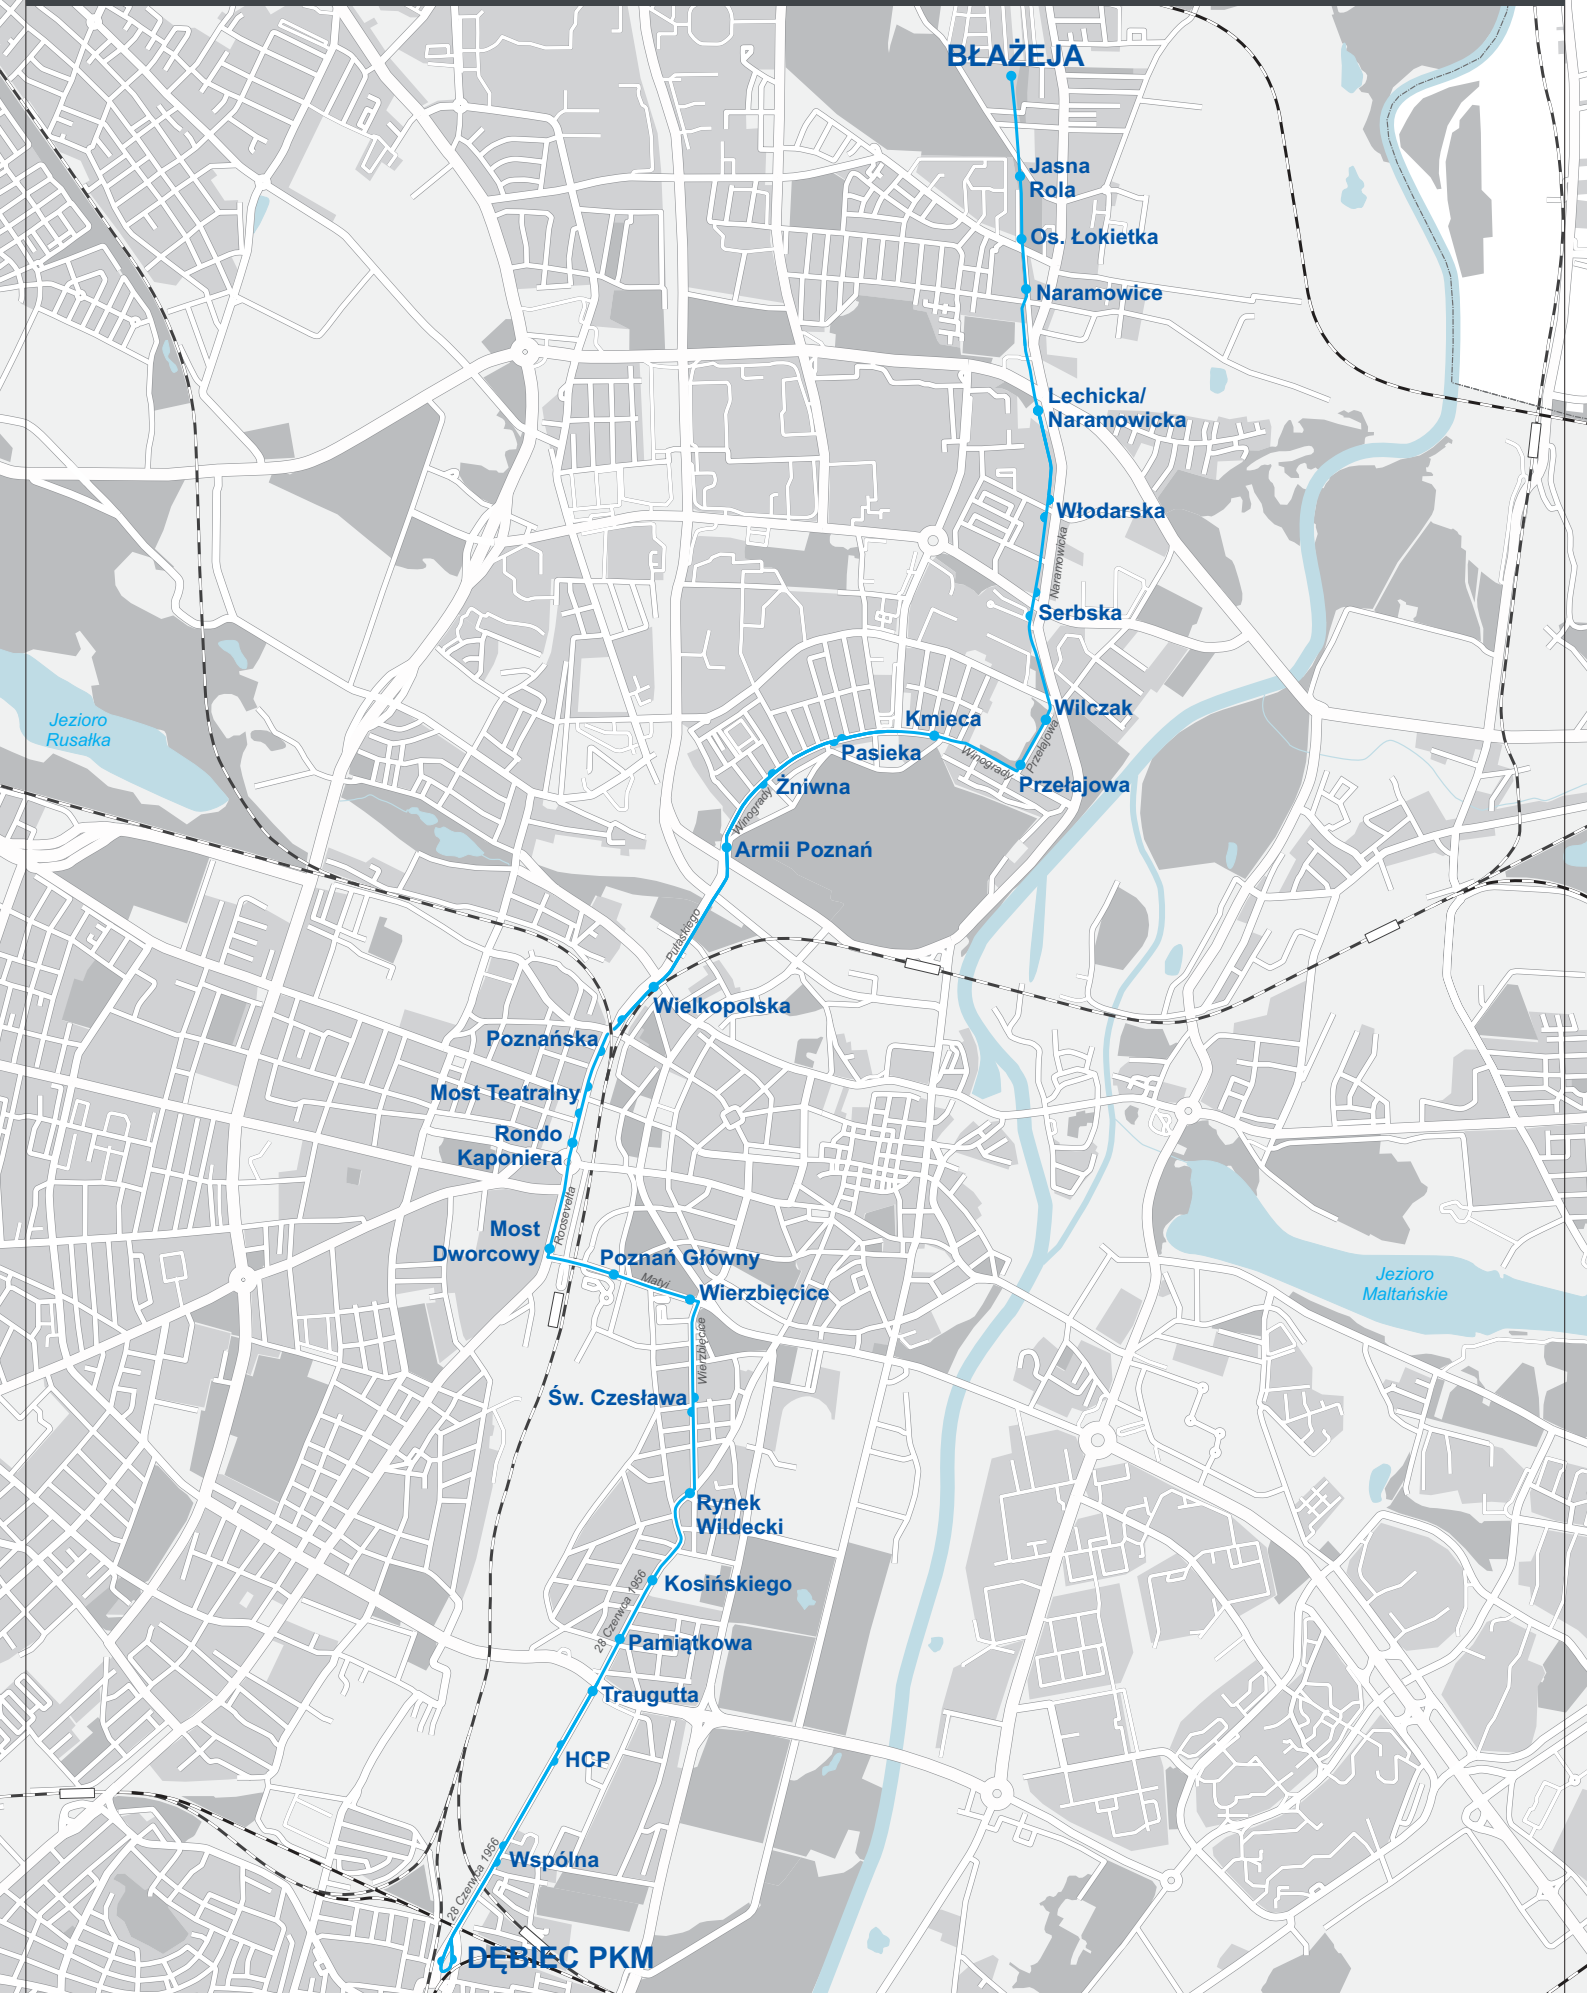 BŁAŻEJA
Jasna
Rola
Os. Łokietka
Naramowice
Lechicka/
Naramowicka
Włodarska
Naramowicka
Serbska
Wilczak
Przełajowa
Kmieca
Winogrady
Przełajowa
Pasieka
Żniwna
Winogrady
Armii Poznań
Jezioro
Rusałka
Pułaskiego
Wielkopolska
Poznańska
Most Teatralny
Rondo
Kaponiera
Roosevelta
Most
Dworcowy
Poznań Główny
Matyi
Wierzbięcice
Jezioro
Maltańskie
Wierzbięcice
Św. Czesława
Rynek
Wildecki
Kosińskiego
28 Czerwca 1956
Pamiątkowa
Traugutta
HCP
Wspólna
28 Czerwca 1956
DĘBIEC PKM